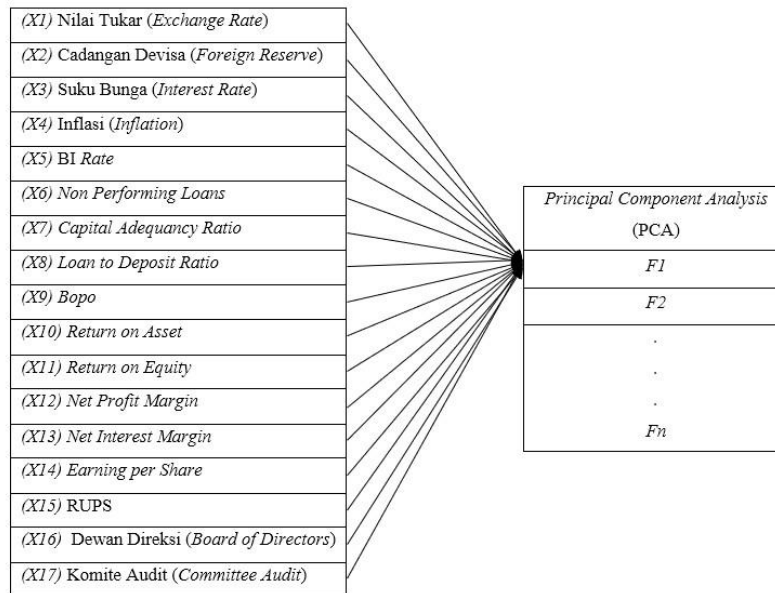 (X1) Nilai Tukar (Exchange Rate)
(X2) Cadangan Devisa (Foreign Reserve)
(X3) Suku Bunga (Interest Rate)
(X4) Inflasi (Inflation)
(X5) BI Rate
(X6) Non Performing Loans
(X7) Capital Adequancy Ratio
(X8) Loan to Deposit Ratio
(X9) Bopo
(X10) Return on Asset
(X11) Return on Equity
(X12) Net Profit Margin
(X13) Net Interest Margin
(X14) Earning per Share
(X15) RUPS
(X16) Dewan Direksi (Board of Directors)
(X17) Komite Audit (Committee Audit)
Principal Component Analysis
(PCA)
F1
F2
.
.
.
Fn